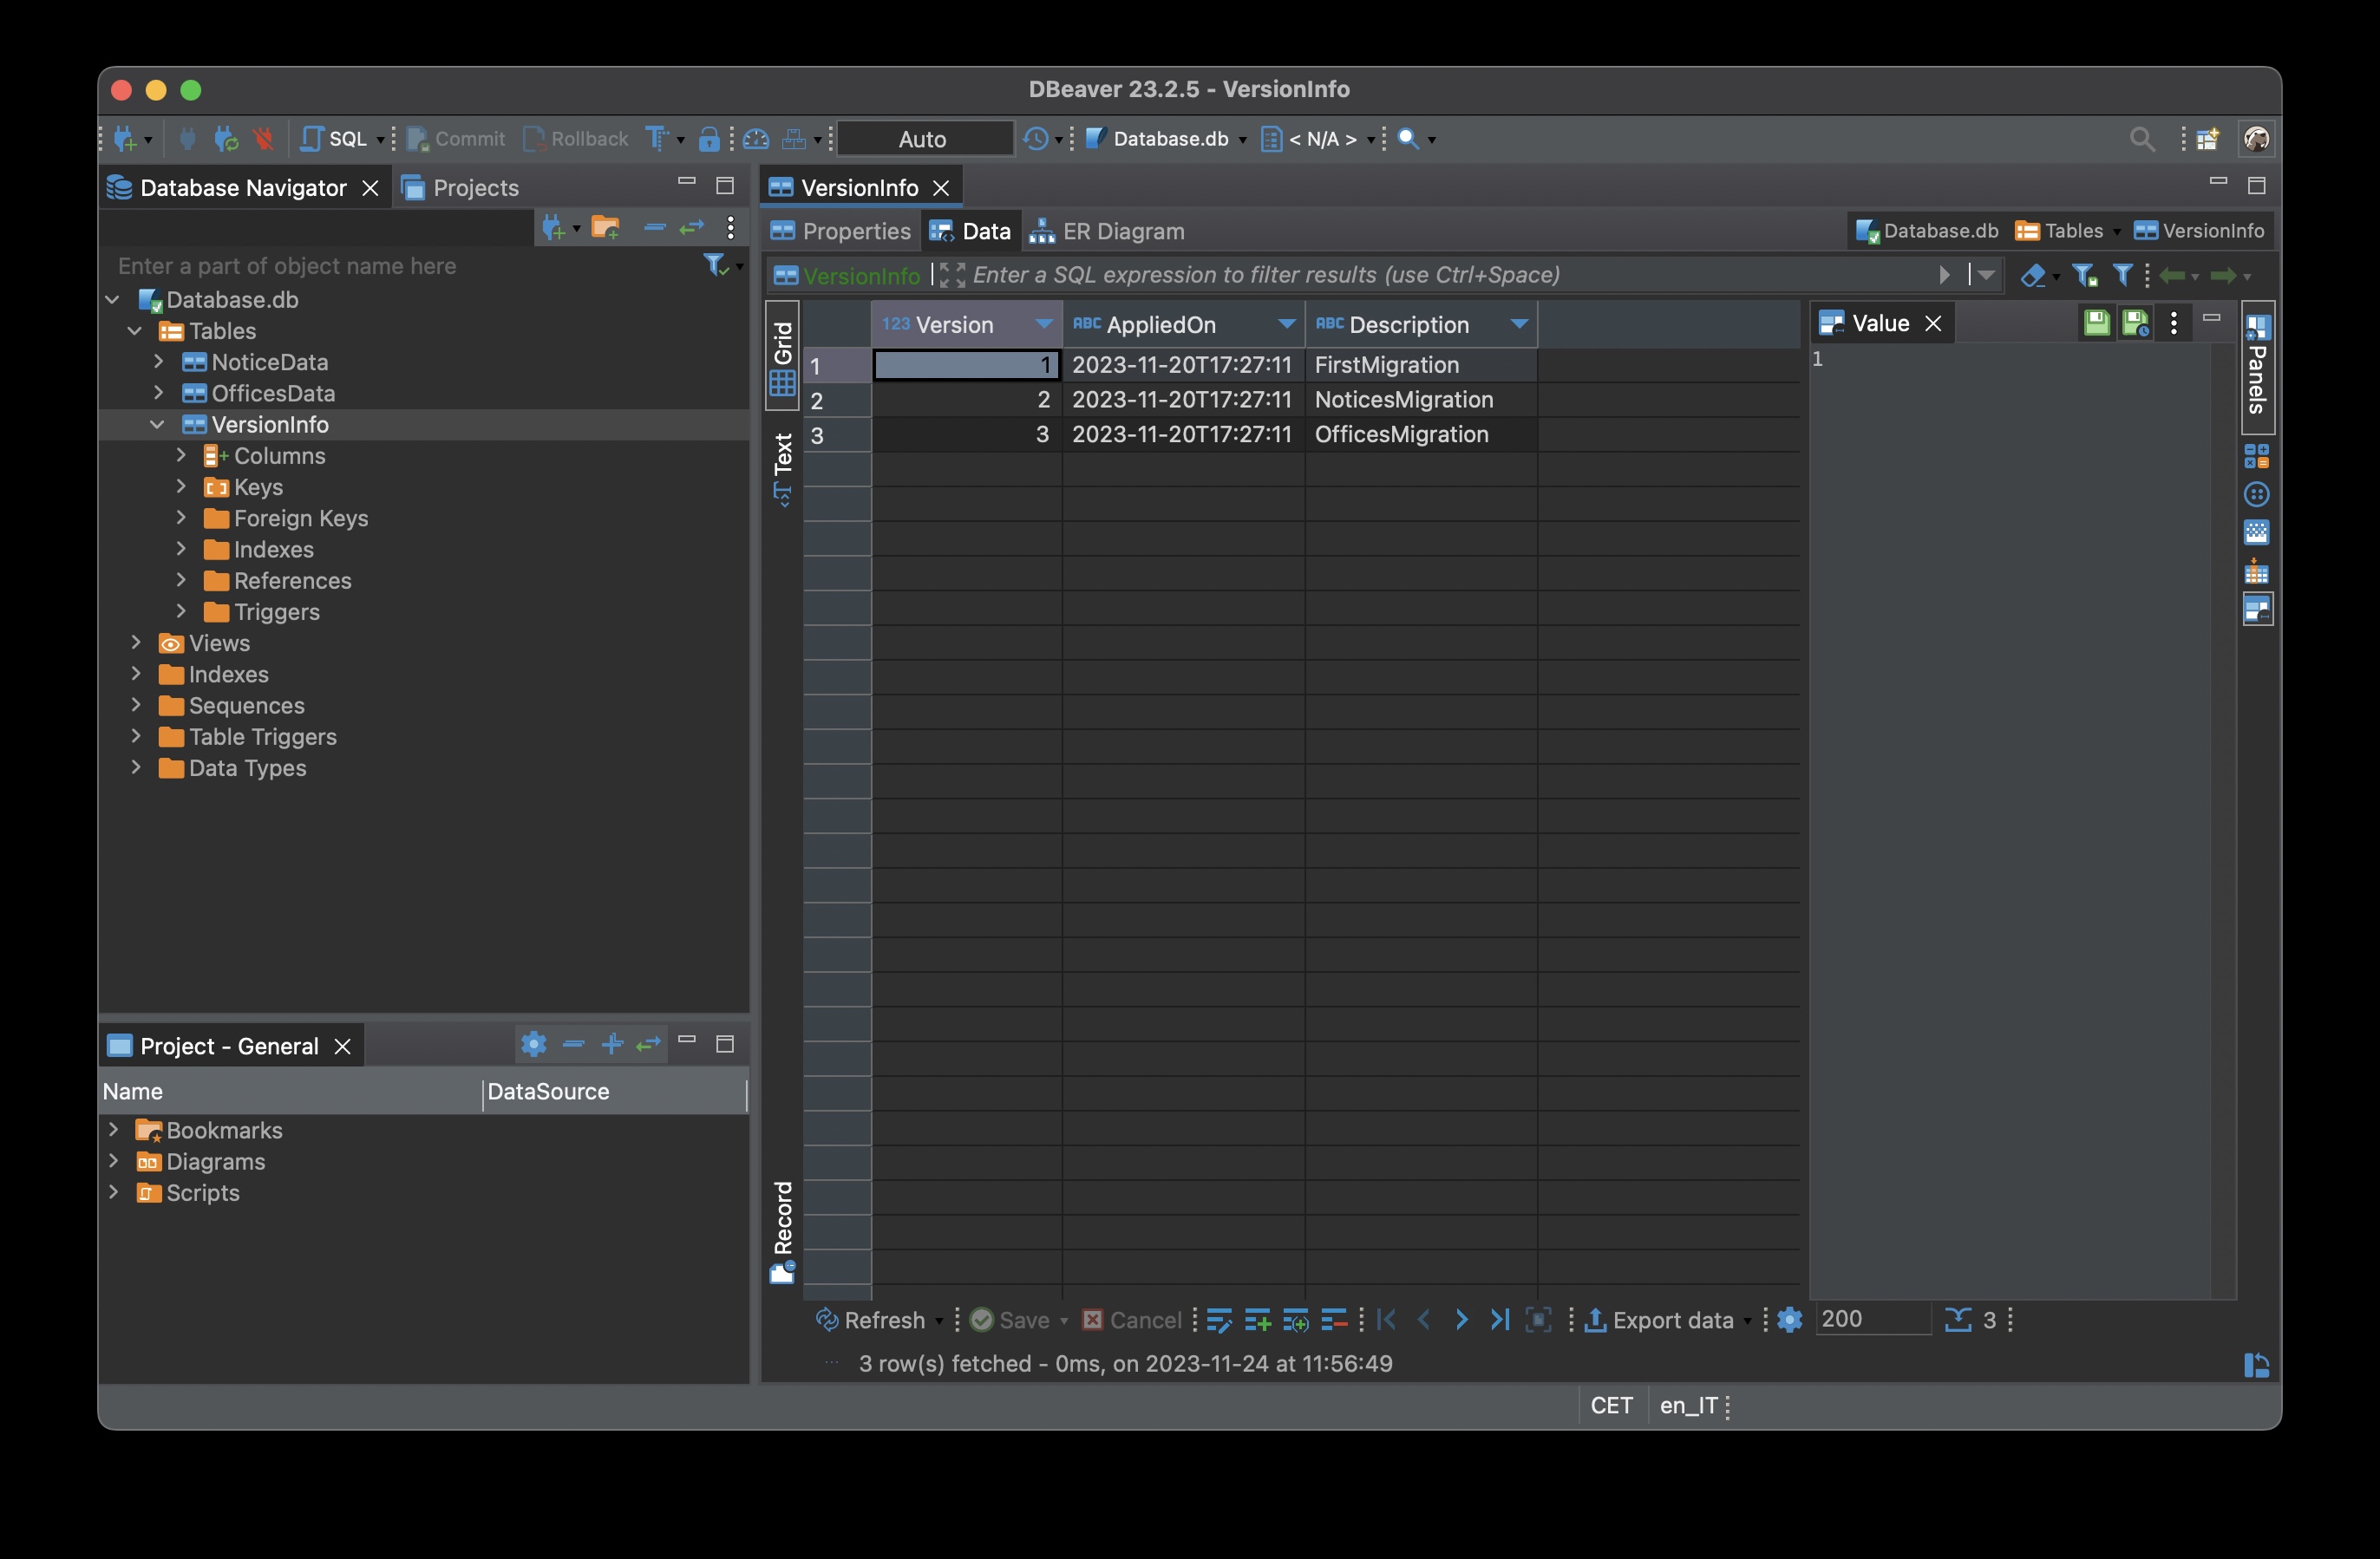 DBeaver 23.2.5 - VersionInfo
SQL Commit Rollback Auto Database.db < N/A >
Database Navigator Projects
Enter a part of object name here
Database.db
Tables
NoticeData
OfficesData
VersionInfo
Columns
Keys
Foreign Keys
Indexes
References
Triggers
Views
Indexes
Sequences
Table Triggers
Data Types
Project - General
Name DataSource
Bookmarks
Diagrams
Scripts
VersionInfo
Properties Data ER Diagram Database.db Tables VersionInfo
VersionInfo Enter a SQL expression to filter results (use Ctrl+Space)
Grid
Text
Record
123 Version ABC AppliedOn ABC Description
1 1 2023-11-20T17:27:11 FirstMigration
2 2 2023-11-20T17:27:11 NoticesMigration
3 3 2023-11-20T17:27:11 OfficesMigration
Value
1
Panels
Refresh Save Cancel Export data 200 3
3 row(s) fetched - 0ms, on 2023-11-24 at 11:56:49
CET en_IT